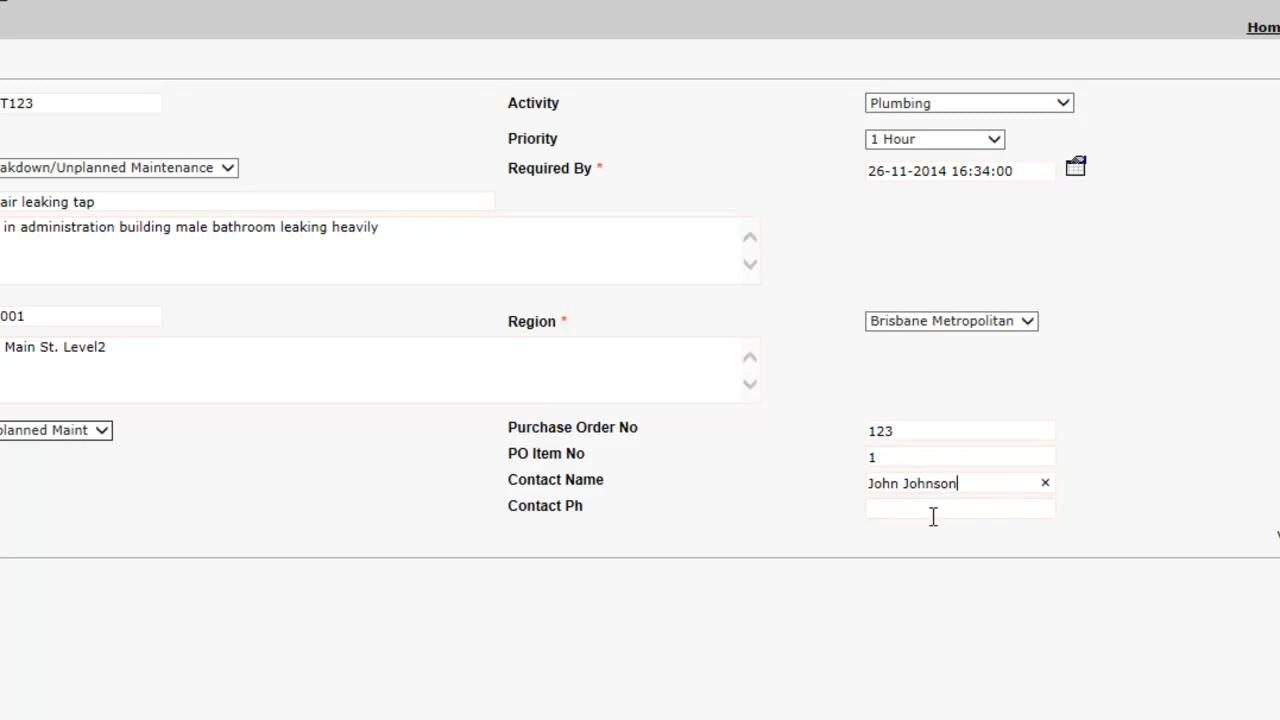 Hom
T123
Activity
Plumbing
Priority
1 Hour
akdown/Unplanned Maintenance
Required By *
26-11-2014 16:34:00
air leaking tap
in administration building male bathroom leaking heavily
001
Region *
Brisbane Metropolitan
Main St. Level2
planned Maint
Purchase Order No
123
PO Item No
1
Contact Name
John Johnson
Contact Ph